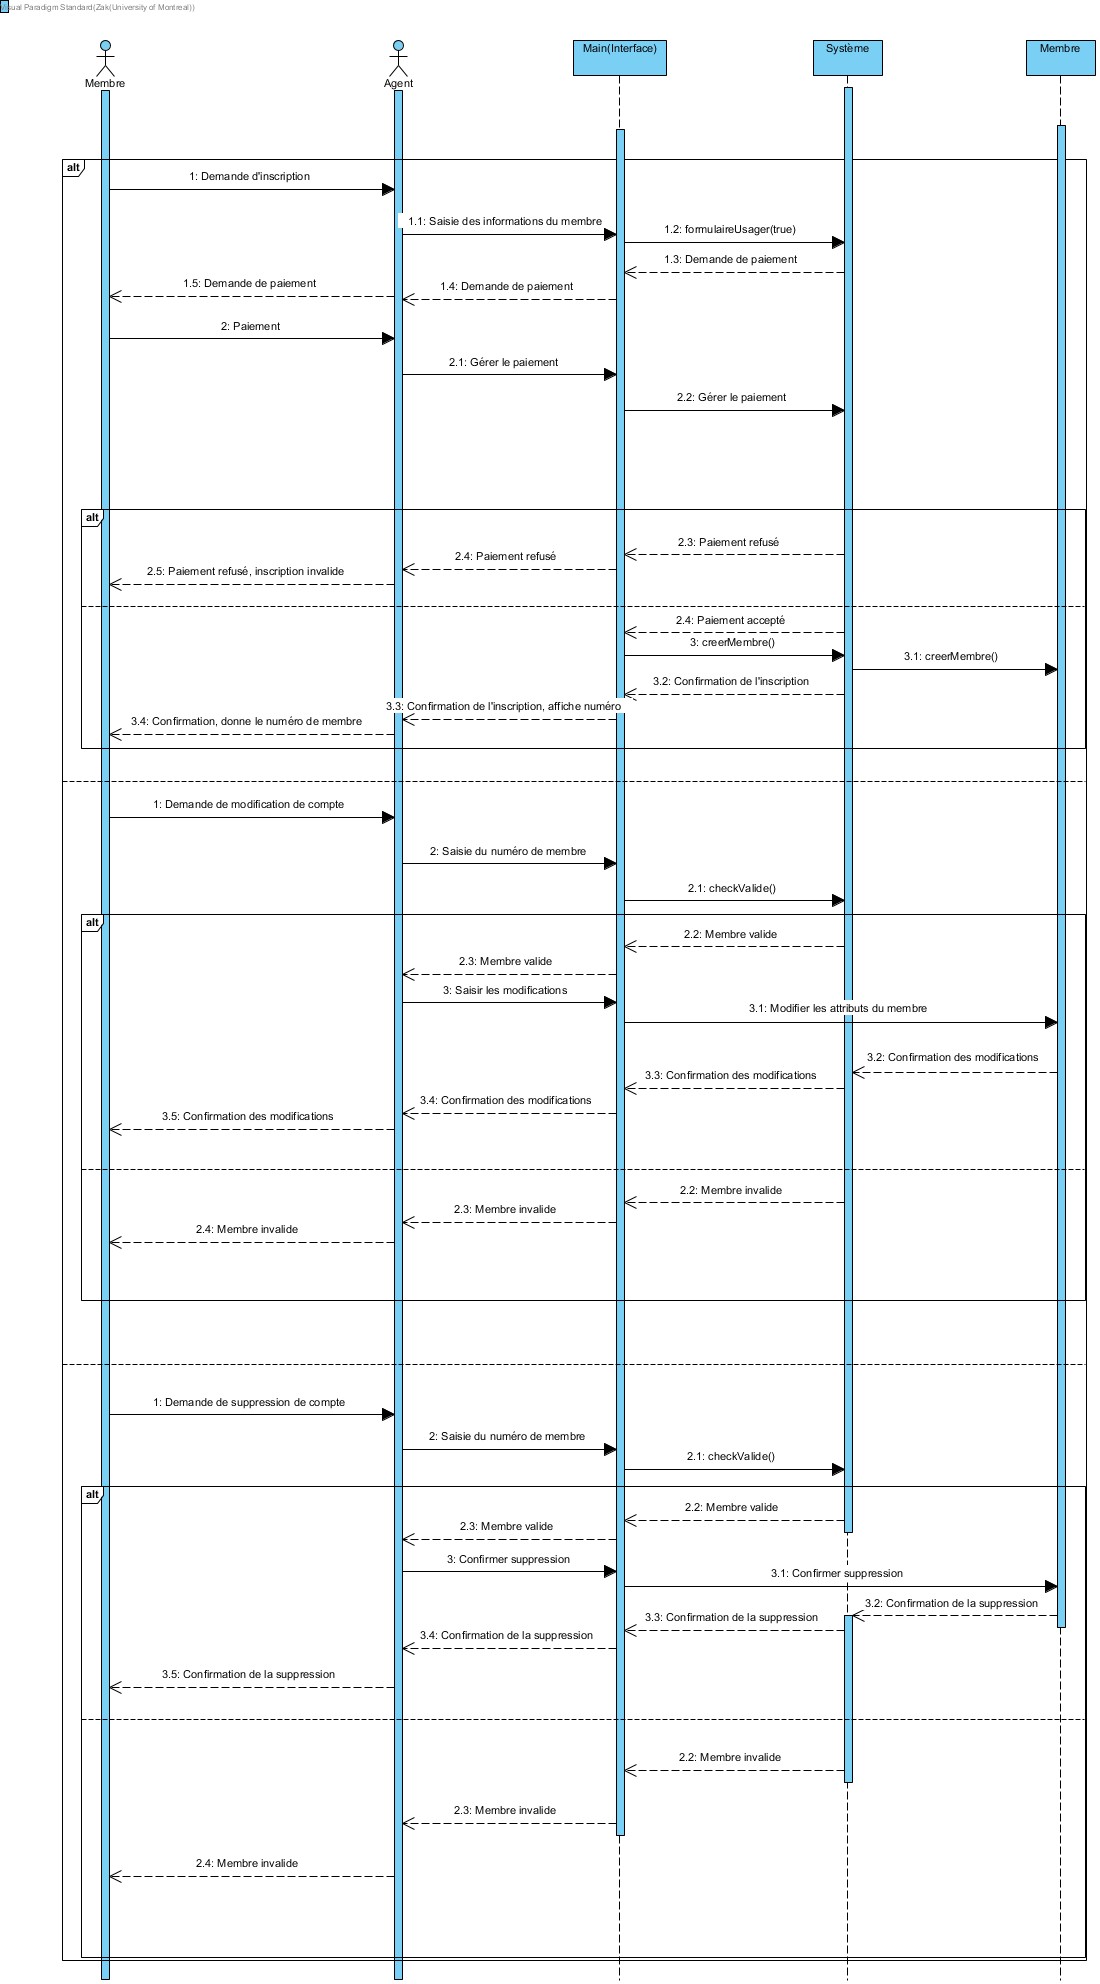 Visual Paradigm Standard(Zak(University of Montreal))
Main(Interface)
Système
Membre
Membre
Agent
alt
1: Demande d'inscription
1.1: Saisie des informations du membre
1.2: formulaireUsager(true)
1.3: Demande de paiement
1.4: Demande de paiement
1.5: Demande de paiement
2: Paiement
2.1: Gérer le paiement
2.2: Gérer le paiement
alt
2.3: Paiement refusé
2.4: Paiement refusé
2.5: Paiement refusé, inscription invalide
2.4: Paiement accepté
3: creerMembre()
3.1: creerMembre()
3.2: Confirmation de l'inscription
3.3: Confirmation de l'inscription, affiche numéro
3.4: Confirmation, donne le numéro de membre
1: Demande de modification de compte
2: Saisie du numéro de membre
2.1: checkValide()
alt
2.2: Membre valide
2.3: Membre valide
3: Saisir les modifications
3.1: Modifier les attributs du membre
3.2: Confirmation des modifications
3.3: Confirmation des modifications
3.4: Confirmation des modifications
3.5: Confirmation des modifications
2.2: Membre invalide
2.3: Membre invalide
2.4: Membre invalide
1: Demande de suppression de compte
2: Saisie du numéro de membre
2.1: checkValide()
alt
2.2: Membre valide
2.3: Membre valide
3: Confirmer suppression
3.1: Confirmer suppression
3.2: Confirmation de la suppression
3.3: Confirmation de la suppression
3.4: Confirmation de la suppression
3.5: Confirmation de la suppression
2.2: Membre invalide
2.3: Membre invalide
2.4: Membre invalide